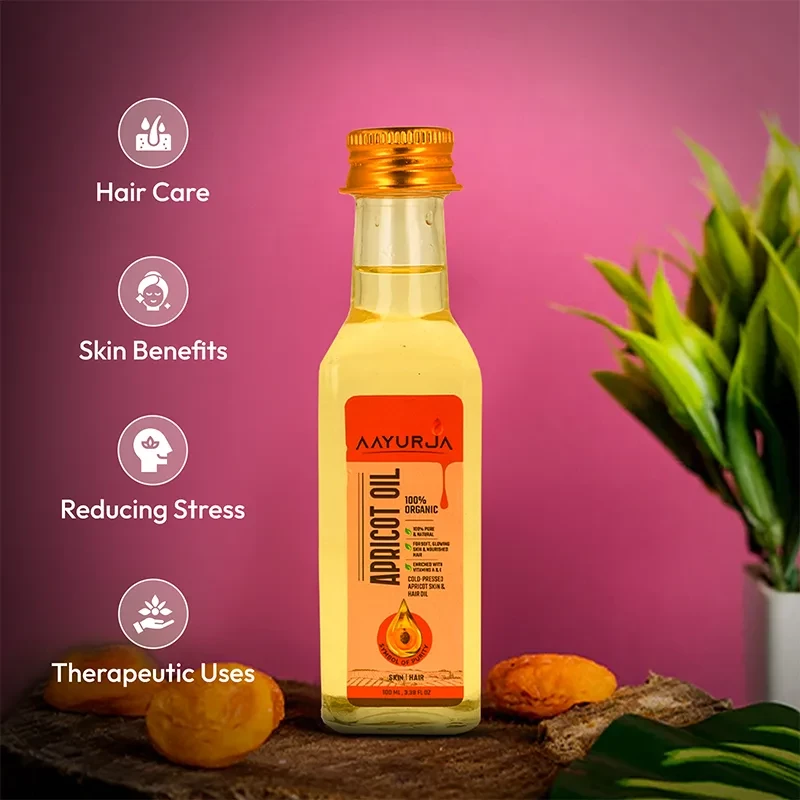 Hair Care
Skin Benefits
Reducing Stress
Therapeutic Uses
AAYURJA
APRICOT OIL
100%
ORGANIC
100% PURE
& NATURAL
FOR SOFT, GLOWING
SKIN & NOURISHED
HAIR
ENRICHED WITH
VITAMINS A & E
COLD-PRESSED
APRICOT SKIN &
HAIR OIL
SYMBOL OF PURITY
SKIN | HAIR
100 ML, 3.38 FL OZ